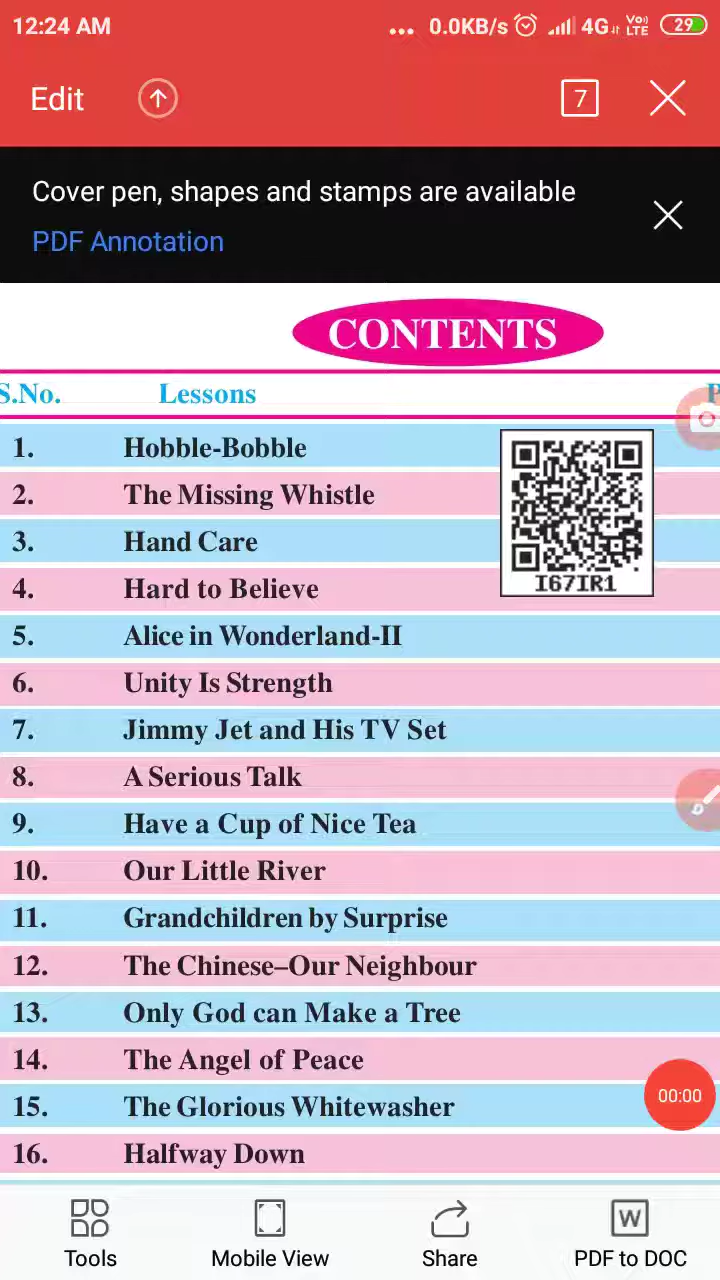 12:24 AM ... 0.0KB/s 4G Vo) LTE 29
Edit 7
Cover pen, shapes and stamps are available
PDF Annotation
CONTENTS
S.No. Lessons
1. Hobble-Bobble
2. The Missing Whistle
3. Hand Care
4. Hard to Believe
I67IR1
5. Alice in Wonderland-II
6. Unity Is Strength
7. Jimmy Jet and His TV Set
8. A Serious Talk
9. Have a Cup of Nice Tea
10. Our Little River
11. Grandchildren by Surprise
12. The Chinese–Our Neighbour
13. Only God can Make a Tree
14. The Angel of Peace
15. The Glorious Whitewasher
00:00
16. Halfway Down
W
Tools Mobile View Share PDF to DOC